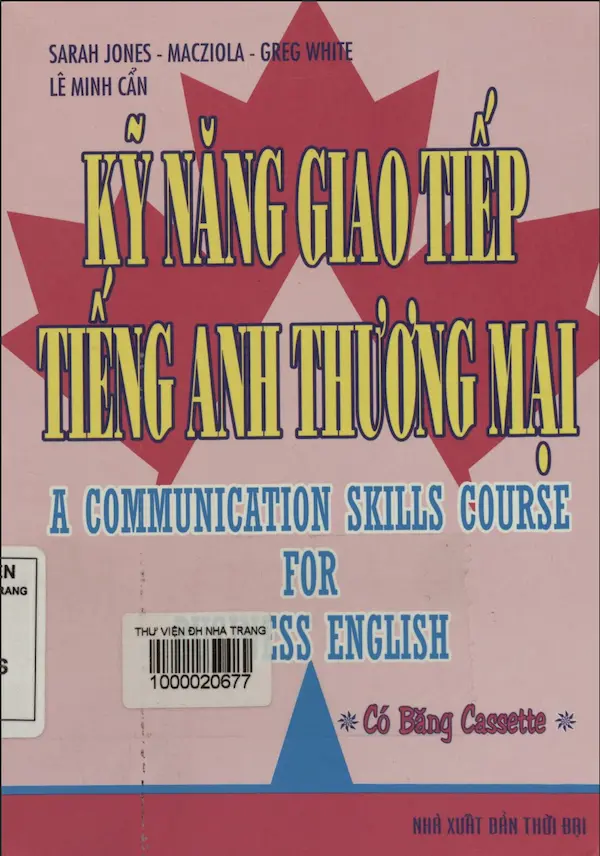 SARAH JONES - MACZIOLA - GREG WHITE
LÊ MINH CẨN
KỸ NĂNG GIAO TIẾP
TIẾNG ANH THƯƠNG MẠI
A COMMUNICATION SKILLS COURSE
FOR
ESS ENGLISH
THƯ VIỆN ĐH NHA TRANG
1000020677
Có Băng Cassette
NHÀ XUẤT BẢN THỜI ĐẠI